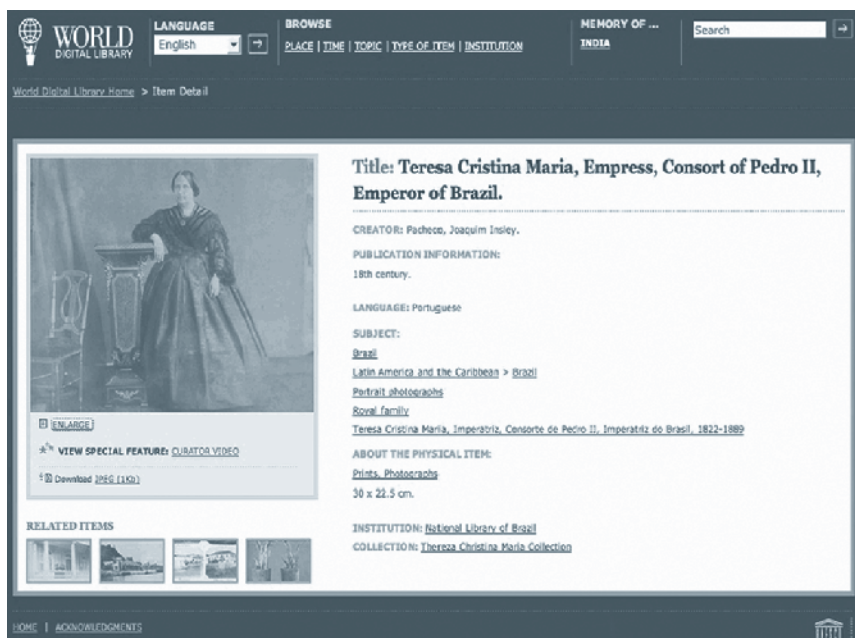 WORLD
DIGITAL LIBRARY
LANGUAGE
English
BROWSE
PLACE | TIME | TOPIC | TYPE OF ITEM | INSTITUTION
MEMORY OF ...
INDIA
Search
World Digital Library Home > Item Detail
Title: Teresa Cristina Maria, Empress, Consort of Pedro II,
Emperor of Brazil.
CREATOR: Pacheco, Joaquim Insley.
PUBLICATION INFORMATION:
18th century.
LANGUAGE: Portuguese
SUBJECT:
Brazil
Latin America and the Caribbean > Brazil
Portrait photographs
Royal family
Teresa Cristina Maria, Imperatriz, Consorte de Pedro II, Imperatriz do Brasil, 1822-1889
ABOUT THE PHYSICAL ITEM:
Prints, Photographs
30 x 22.5 cm.
INSTITUTION: National Library of Brazil
COLLECTION: Thereza Christina Maria Collection
ENLARGE
VIEW SPECIAL FEATURE: CURATOR VIDEO
Download JPEG (1Kb)
RELATED ITEMS
HOME | ACKNOWLEDGMENTS